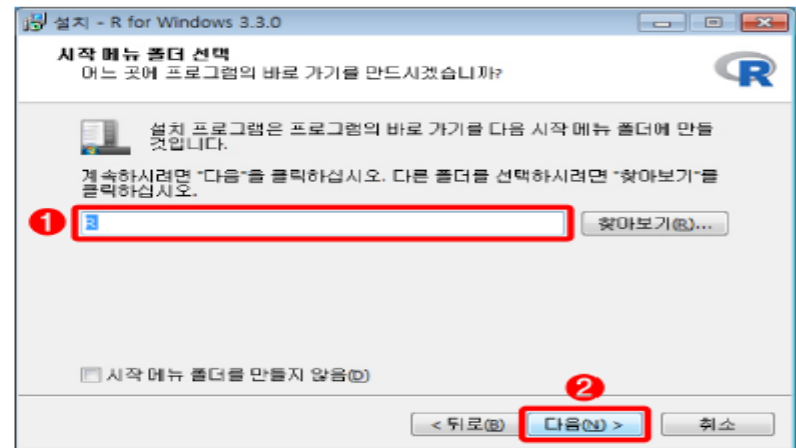 설치 - R for Windows 3.3.0
시작 메뉴 폴더 선택
어느 곳에 프로그램의 바로 가기를 만드시겠습니까?
R
설치 프로그램은 프로그램의 바로 가기를 다음 시작 메뉴 폴더에 만들
것입니다.
계속하시려면 "다음"을 클릭하십시오. 다른 폴더를 선택하시려면 "찾아보기"를
클릭하십시오.
1 R 찾아보기(R)...
시작 메뉴 폴더를 만들지 않음(D)
2
< 뒤로(B) 다음(N) > 취소